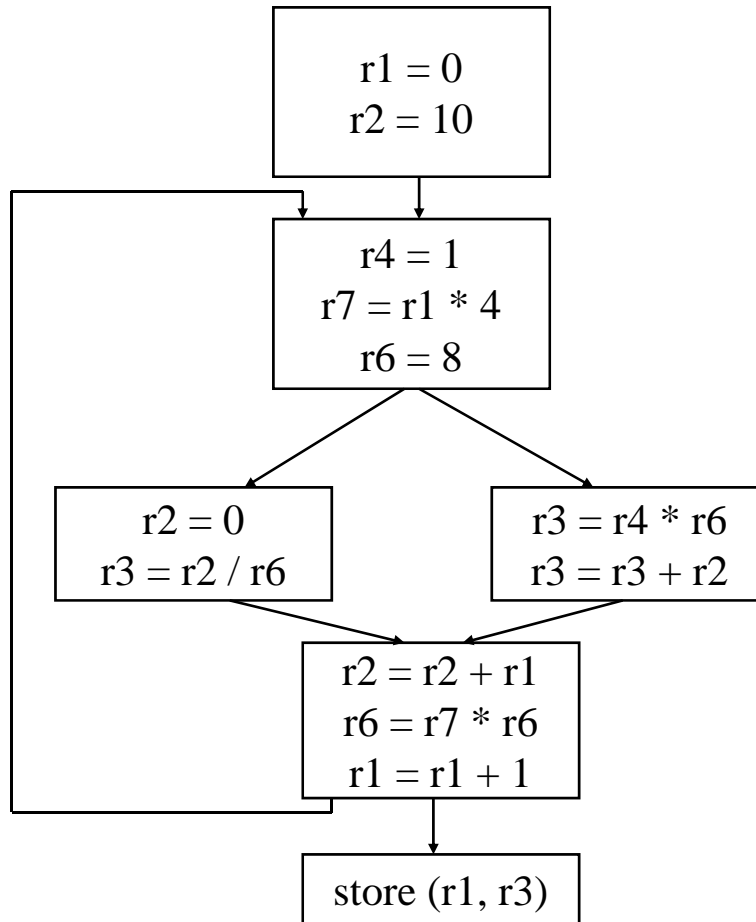 r1 = 0
r2 = 10
r4 = 1
r7 = r1 * 4
r6 = 8
r2 = 0
r3 = r2 / r6
r3 = r4 * r6
r3 = r3 + r2
r2 = r2 + r1
r6 = r7 * r6
r1 = r1 + 1
store (r1, r3)